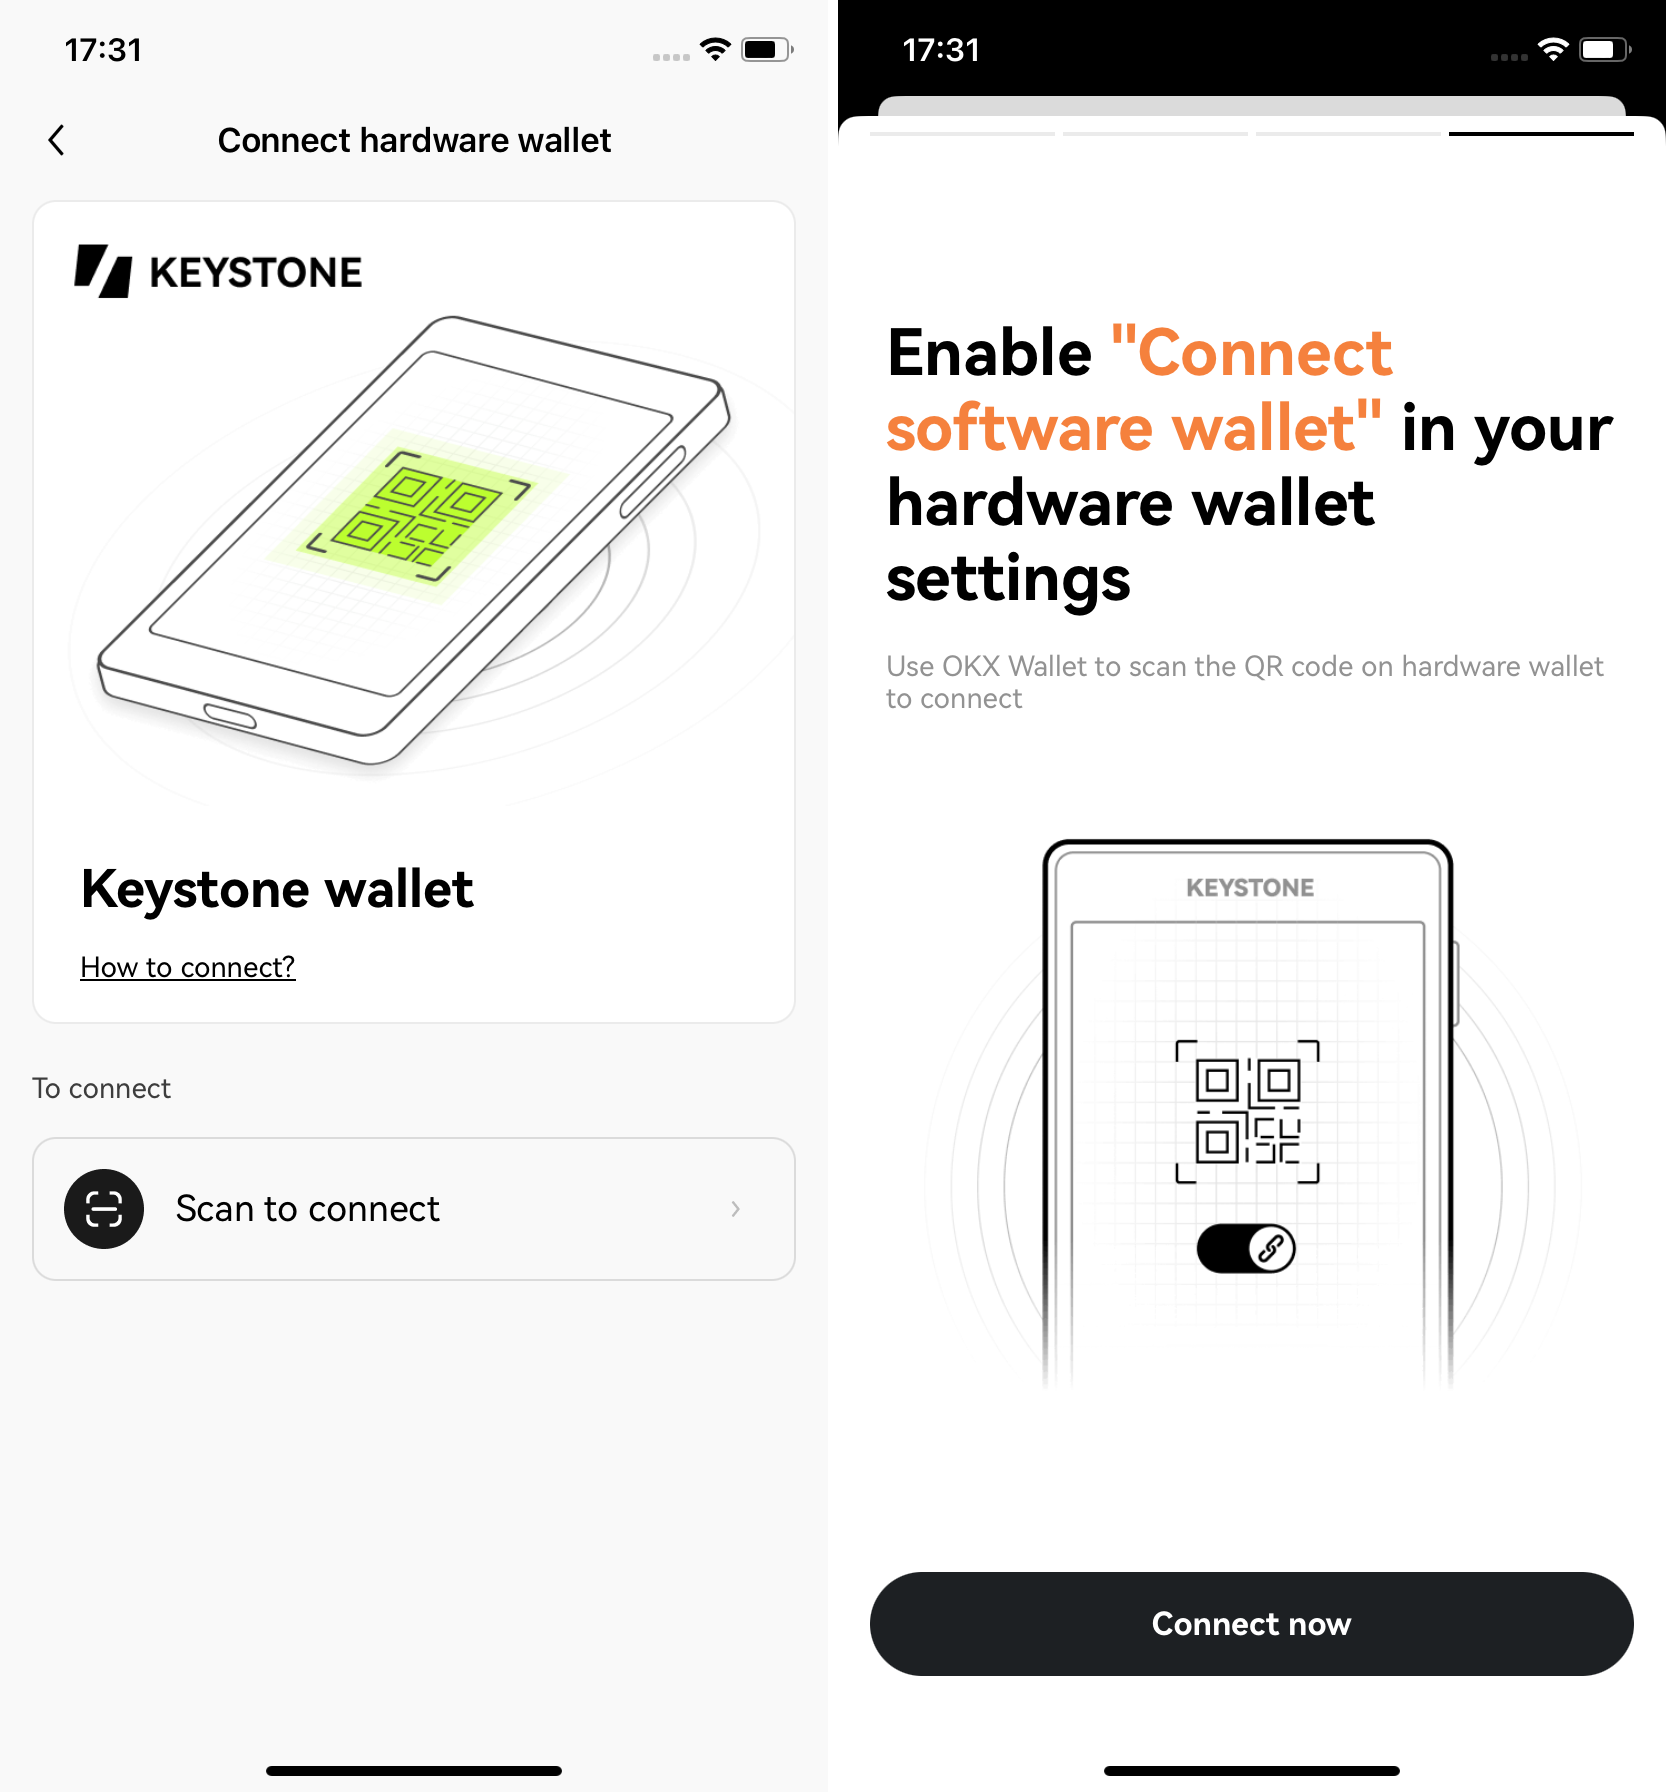 17:31
Connect hardware wallet
KEYSTONE
Keystone wallet
How to connect?
To connect
Scan to connect
17:31
Enable "Connect
software wallet" in your
hardware wallet
settings
Use OKX Wallet to scan the QR code on hardware wallet
to connect
KEYSTONE
Connect now